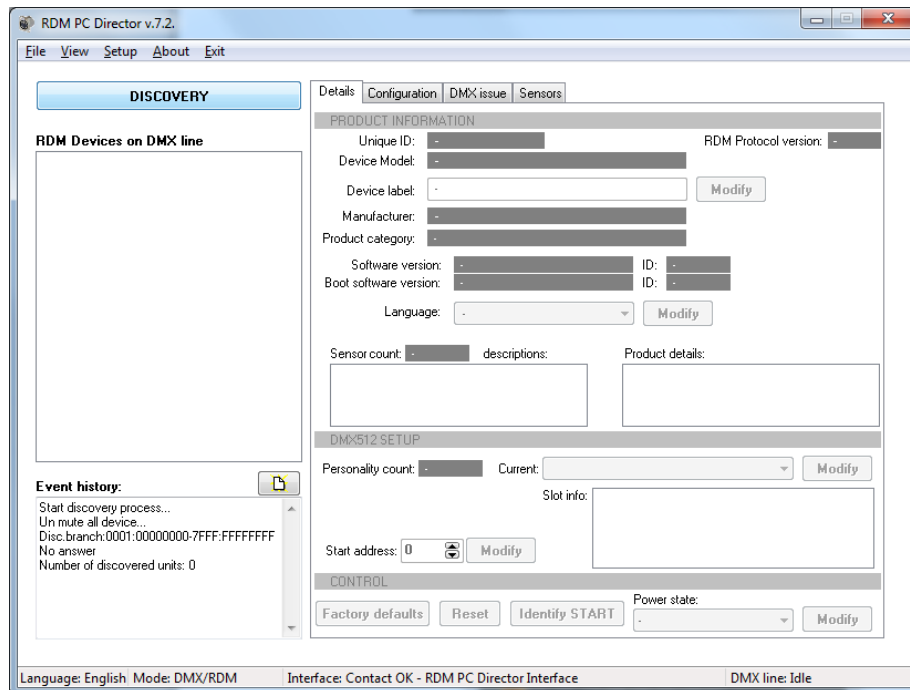 RDM PC Director v.7.2.
File View Setup About Exit
DISCOVERY
RDM Devices on DMX line
Event history:
Start discovery process...
Un mute all device...
Disc.branch:0001:00000000-7FFF:FFFFFFFF
No answer
Number of discovered units: 0
Details Configuration DMX issue Sensors
PRODUCT INFORMATION
Unique ID: - RDM Protocol version: -
Device Model: -
Device label: - Modify
Manufacturer: -
Product category: -
Software version: - ID: -
Boot software version: - ID: -
Language: - Modify
Sensor count: - descriptions: Product details:
DMX512 SETUP
Personality count: - Current: Modify
Slot info:
Start address: 0 Modify
CONTROL
Power state:
Factory defaults Reset Identify START - Modify
Language: English Mode: DMX/RDM Interface: Contact OK - RDM PC Director Interface DMX line: Idle